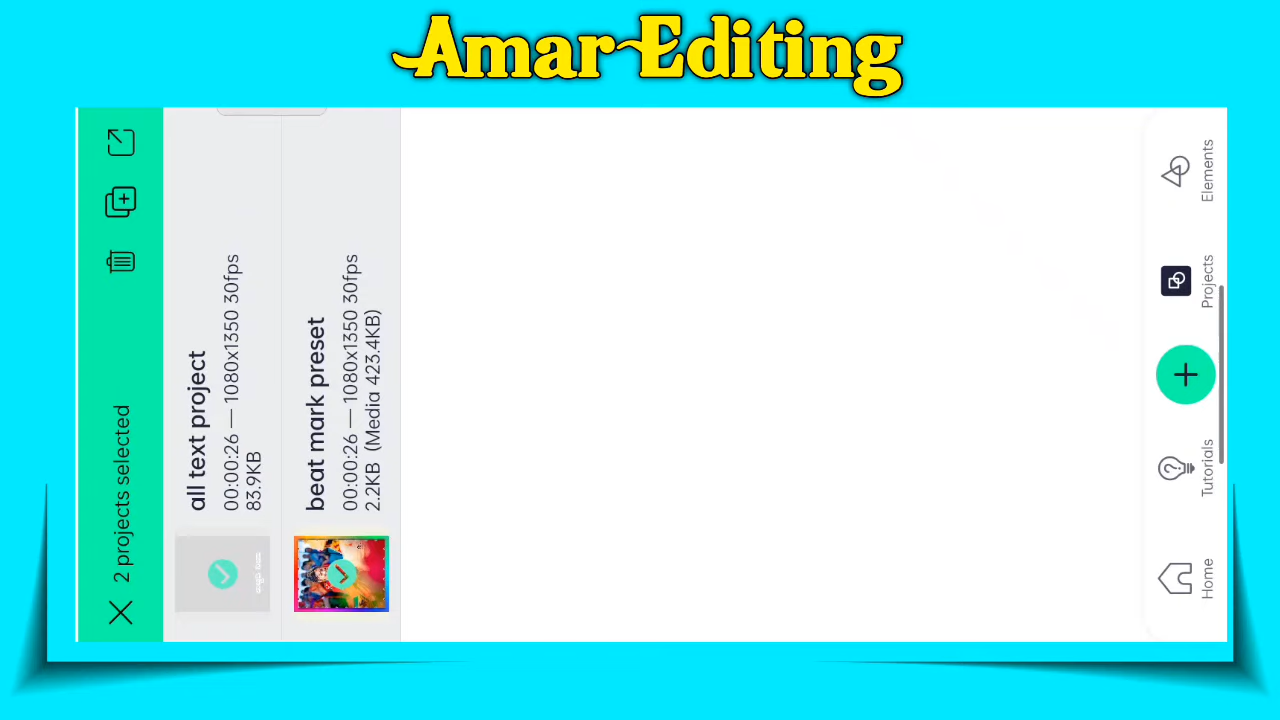 Amar Editing
2 projects selected
all text project
00:00:26 — 1080x1350 30fps
83.9KB
beat mark preset
00:00:26 — 1080x1350 30fps
2.2KB (Media 423.4KB)
Home
Tutorials
Projects
Elements